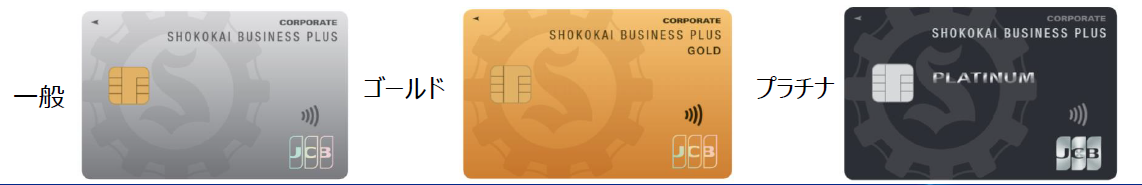 一般
CORPORATE
SHOKOKAI BUSINESS PLUS
JCB
ゴールド
CORPORATE
SHOKOKAI BUSINESS PLUS
GOLD
JCB
プラチナ
CORPORATE
SHOKOKAI BUSINESS PLUS
PLATINUM
JCB